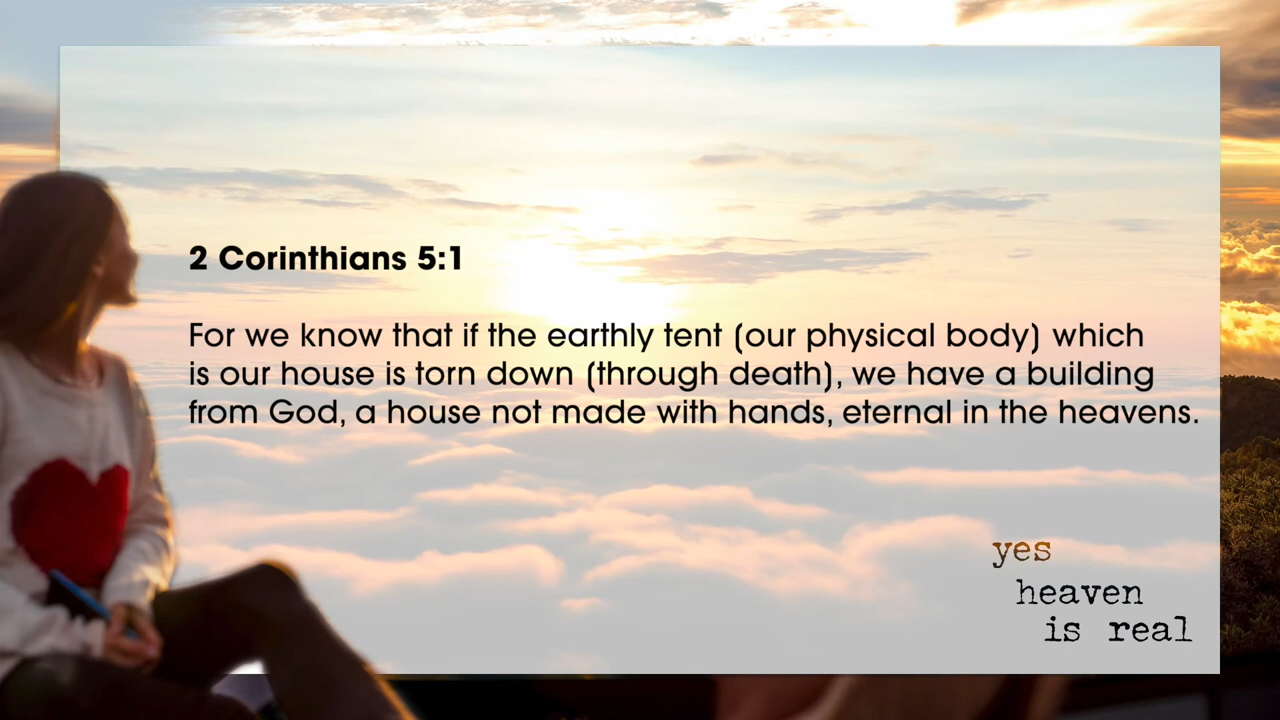 2 Corinthians 5:1
For we know that if the earthly tent (our physical body) which
is our house is torn down (through death), we have a building
from God, a house not made with hands, eternal in the heavens.
yes
heaven
is real